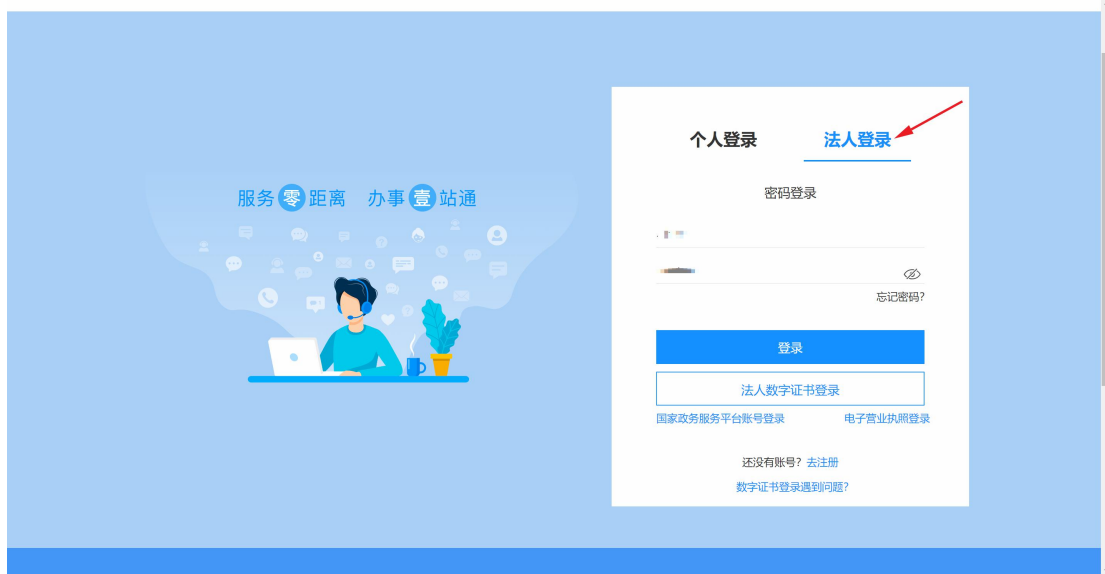 服务零距离 办事壹站通
个人登录 法人登录
密码登录
忘记密码?
登录
法人数字证书登录
国家政务服务平台账号登录 电子营业执照登录
还没有账号? 去注册
数字证书登录遇到问题?